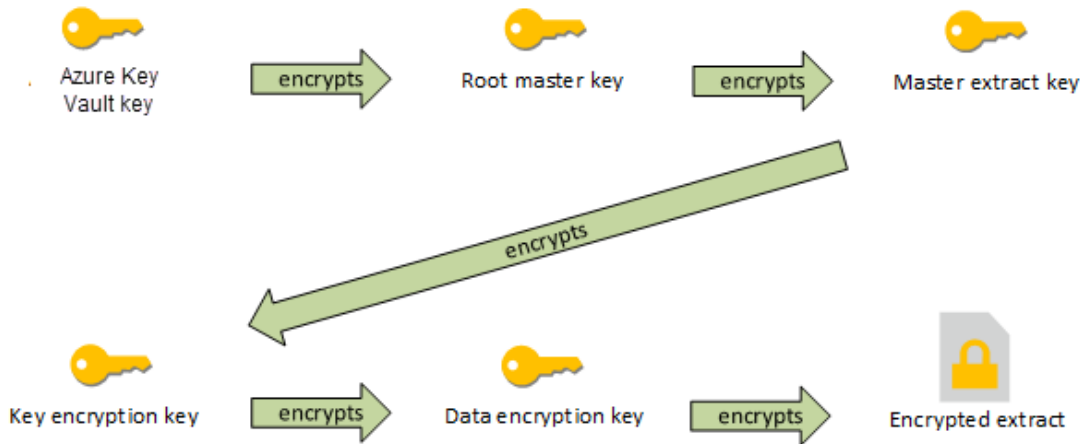 Azure Key
Vault key
encrypts
Root master key
encrypts
Master extract key
encrypts
Key encryption key
encrypts
Data encryption key
encrypts
Encrypted extract